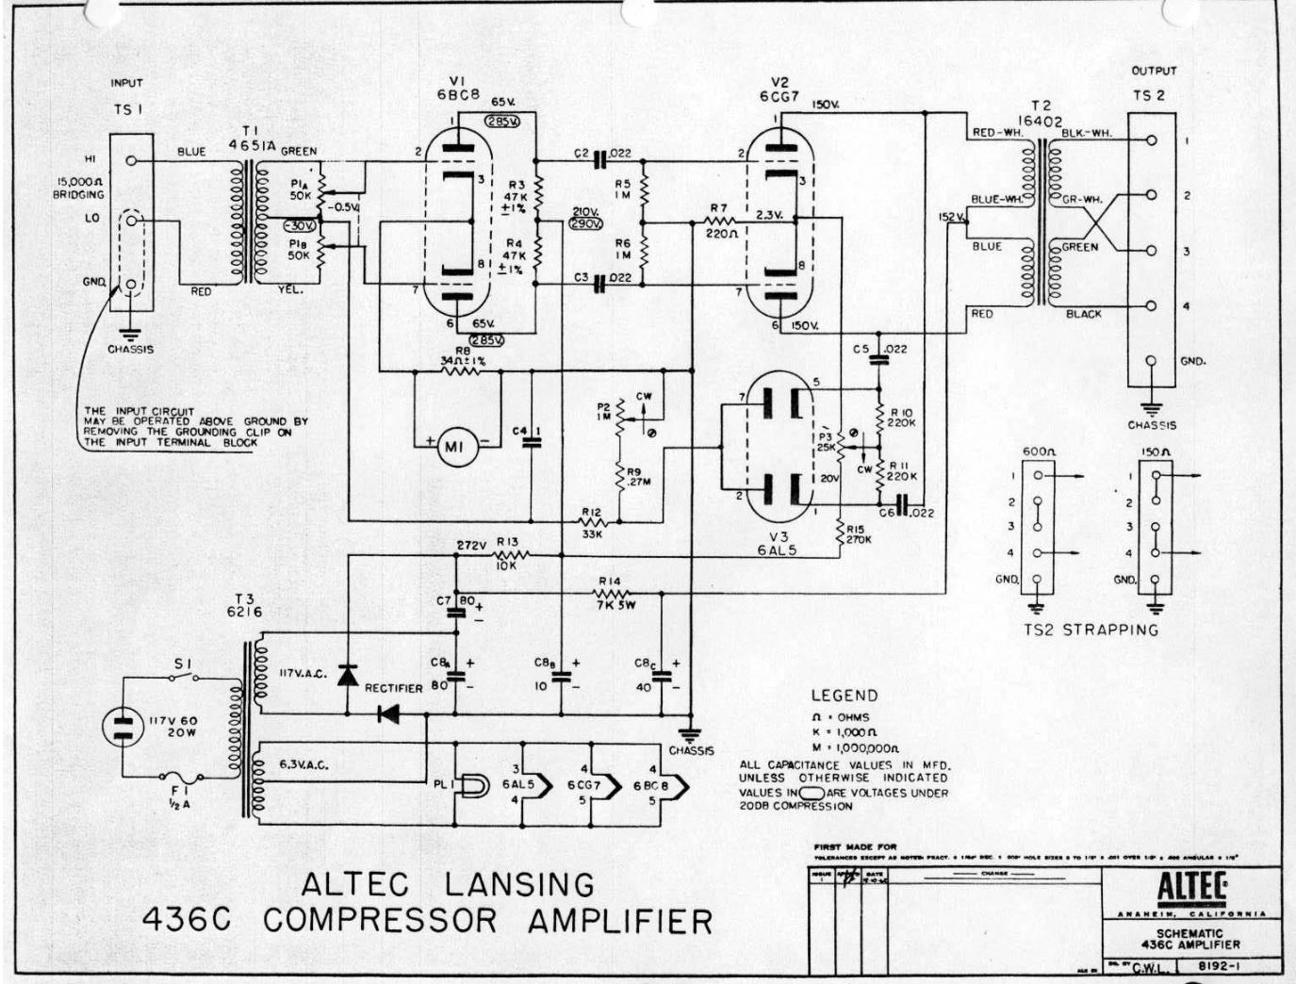 INPUT
TS 1
HI
15,000Ω
BRIDGING
LO
GND.
CHASSIS
THE INPUT CIRCUIT
MAY BE OPERATED ABOVE GROUND BY
REMOVING THE GROUNDING CLIP ON
THE INPUT TERMINAL BLOCK
T1
4651A
BLUE
GREEN
RED
YEL.
P1A
50K
-0.5V.
-30V.
P1B
50K
V1
6BC8
1
2
3
8
7
6
65V.
285V.
65V.
285V.
R3
47K
±1%
R4
47K
±1%
210V.
290V.
C2 .022
C3 .022
R5
1M
R6
1M
R7
220Ω
2.3V.
V2
6CG7
1
2
3
8
7
6
150V.
150V.
T2
16402
RED-WH.
BLUE-WH.
152V.
BLUE
RED
BLK.-WH.
GR-WH.
GREEN
BLACK
OUTPUT
TS 2
1
2
3
4
GND.
CHASSIS
R8
34Ω±1%
+ M1 -
C4 .1
P2
1M
CW
R9
.27M
R12
33K
C5 .022
7
5
2
1
V3
6AL5
P3
25K
CW
20V
R10
220K
R11
220K
C6 .022
R15
270K
600Ω
1
2
3
4
GND.
150Ω
1
2
3
4
GND.
TS2 STRAPPING
272V
R13
10K
R14
7K 5W
C7 80
+
-
C8A
80
+
-
C8B
10
+
-
C8C
40
+
-
T3
6216
S1
117V 60
20W
F1
½ A
117V.A.C.
RECTIFIER
6.3V.A.C.
CHASSIS
PL1
3
6AL5
4
4
6CG7
5
4
6BC8
5
LEGEND
Ω = OHMS
K = 1,000Ω
M = 1,000,000Ω
ALL CAPACITANCE VALUES IN MFD.
UNLESS OTHERWISE INDICATED
VALUES IN ARE VOLTAGES UNDER
20DB COMPRESSION
FIRST MADE FOR
ISSUE
1
DATE
CHANGE
ALTEC
ANAHEIM, CALIFORNIA
SCHEMATIC
436C AMPLIFIER
C.W.L.
8192-1
ALTEC LANSING
436C COMPRESSOR AMPLIFIER